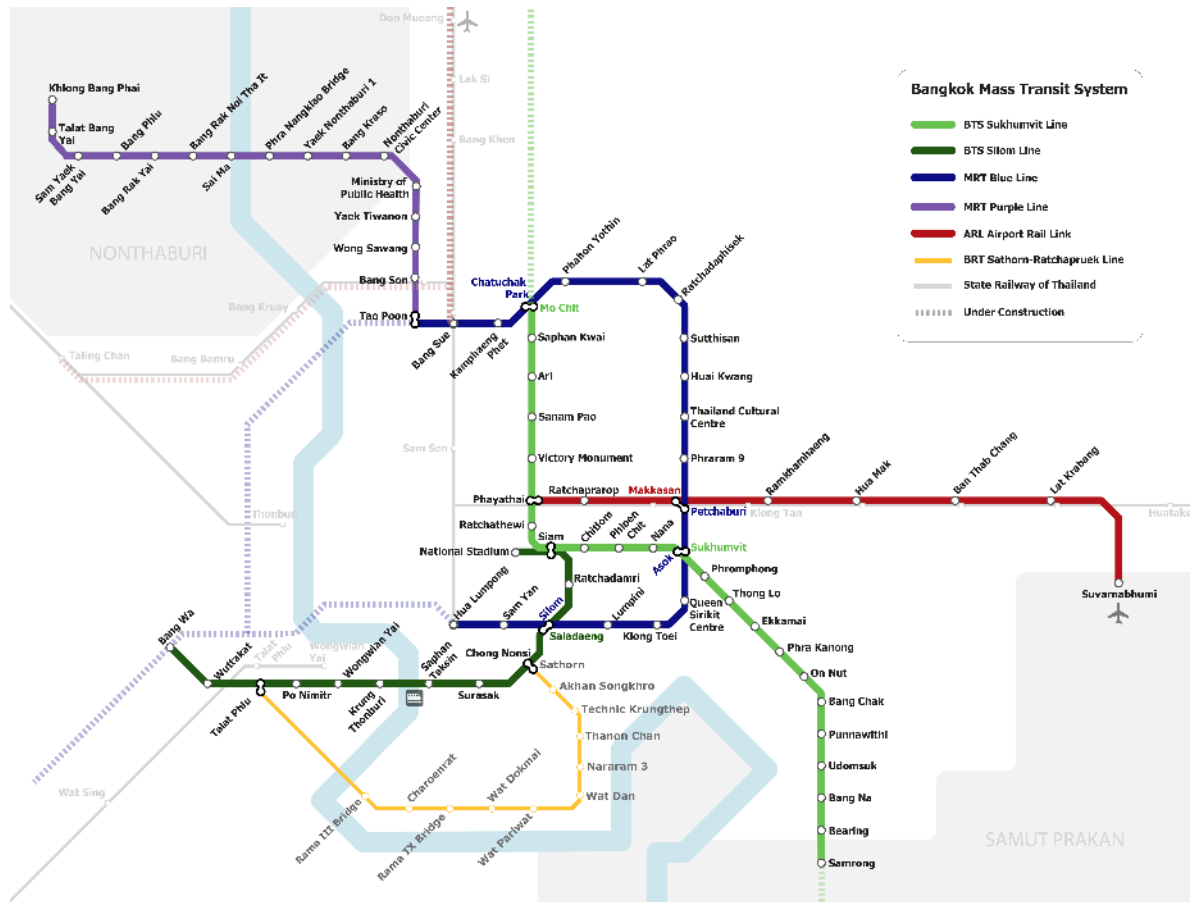 Don Mueang
Lak Si
Bang Khen
Khlong Bang Phai
Talat Bang
Yai
Sam Yaek
Bang Yai
Bang Phlu
Bang Rak Yai
Bang Rak Noi Tha It
Sai Ma
Phra Nangklao Bridge
Yaek Nonthaburi 1
Bang Kraso
Nonthaburi
Civic Center
Ministry of
Public Health
Yaek Tiwanon
Wong Sawang
Bang Son
Tao Poon
NONTHABURI
Bang Kruay
Bang Bamru
Taling Chan
Thonburi
Bang Sue
Kamphaeng
Phet
Chatuchak
Park
Mo Chit
Phahon Yothin
Lat Phrao
Ratchadaphisek
Saphan Kwai
Ari
Sanam Pao
Victory Monument
Phayathai
Ratchathewi
Sam Sen
Sutthisan
Huai Kwang
Thailand Cultural
Centre
Phraram 9
Ratchaprarop
Makkasan
Petchaburi
Ramkhamhaeng
Hua Mak
Ban Thab Chang
Lat Krabang
Klong Tan
Huatake
Suvarnabhumi
Siam
National Stadium
Chitlom
Phloen
Chit
Nana
Asok
Sukhumvit
Ratchadamri
Hua Lumpong
Sam Yan
Silom
Saladaeng
Lumpini
Klong Toei
Queen
Sirikit
Centre
Phromphong
Thong Lo
Ekkamai
Phra Kanong
On Nut
Bang Chak
Punnawithi
Udomsuk
Bang Na
Bearing
Samrong
SAMUT PRAKAN
Bang Wa
Wuttakat
Talat
Phlu
Wongwian
Yai
Talat Phlu
Po Nimitr
Wongwian Yai
Krung
Thonburi
Saphan
Taksin
Surasak
Chong Nonsi
Sathorn
Akhan Songkhro
Technic Krungthep
Thanon Chan
Nararam 3
Wat Dan
Wat Pariwat
Wat Dokmai
Rama IX Bridge
Charoenrat
Rama III Bridge
Wat Sing
Bangkok Mass Transit System
BTS Sukhumvit Line
BTS Silom Line
MRT Blue Line
MRT Purple Line
ARL Airport Rail Link
BRT Sathorn-Ratchapruek Line
State Railway of Thailand
Under Construction